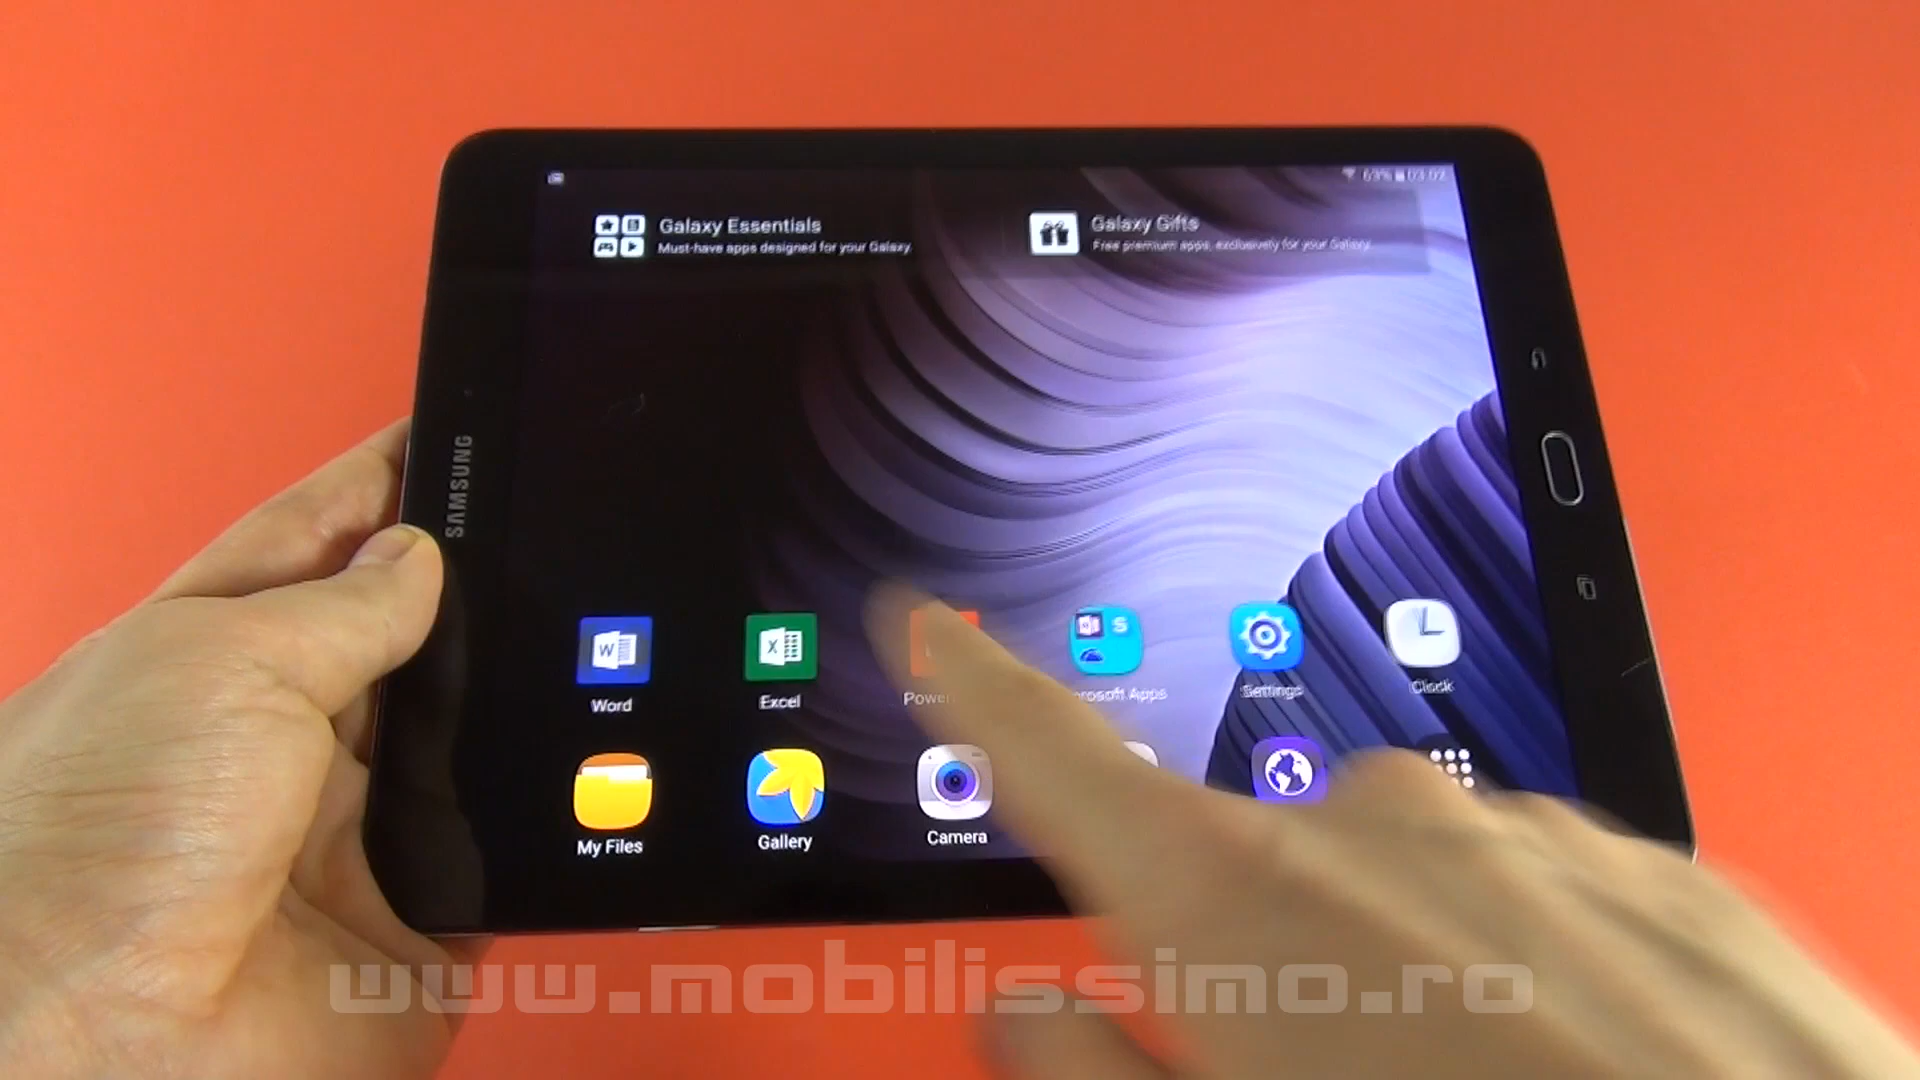 63% 03:02
Galaxy Essentials
Must-have apps designed for your Galaxy.
Galaxy Gifts
Free premium apps, exclusively for your Galaxy.
SAMSUNG
W
X
S
Word
Excel
Power
rosoft Apps
Settings
Clock
My Files
Gallery
Camera
www.mobilissimo.ro